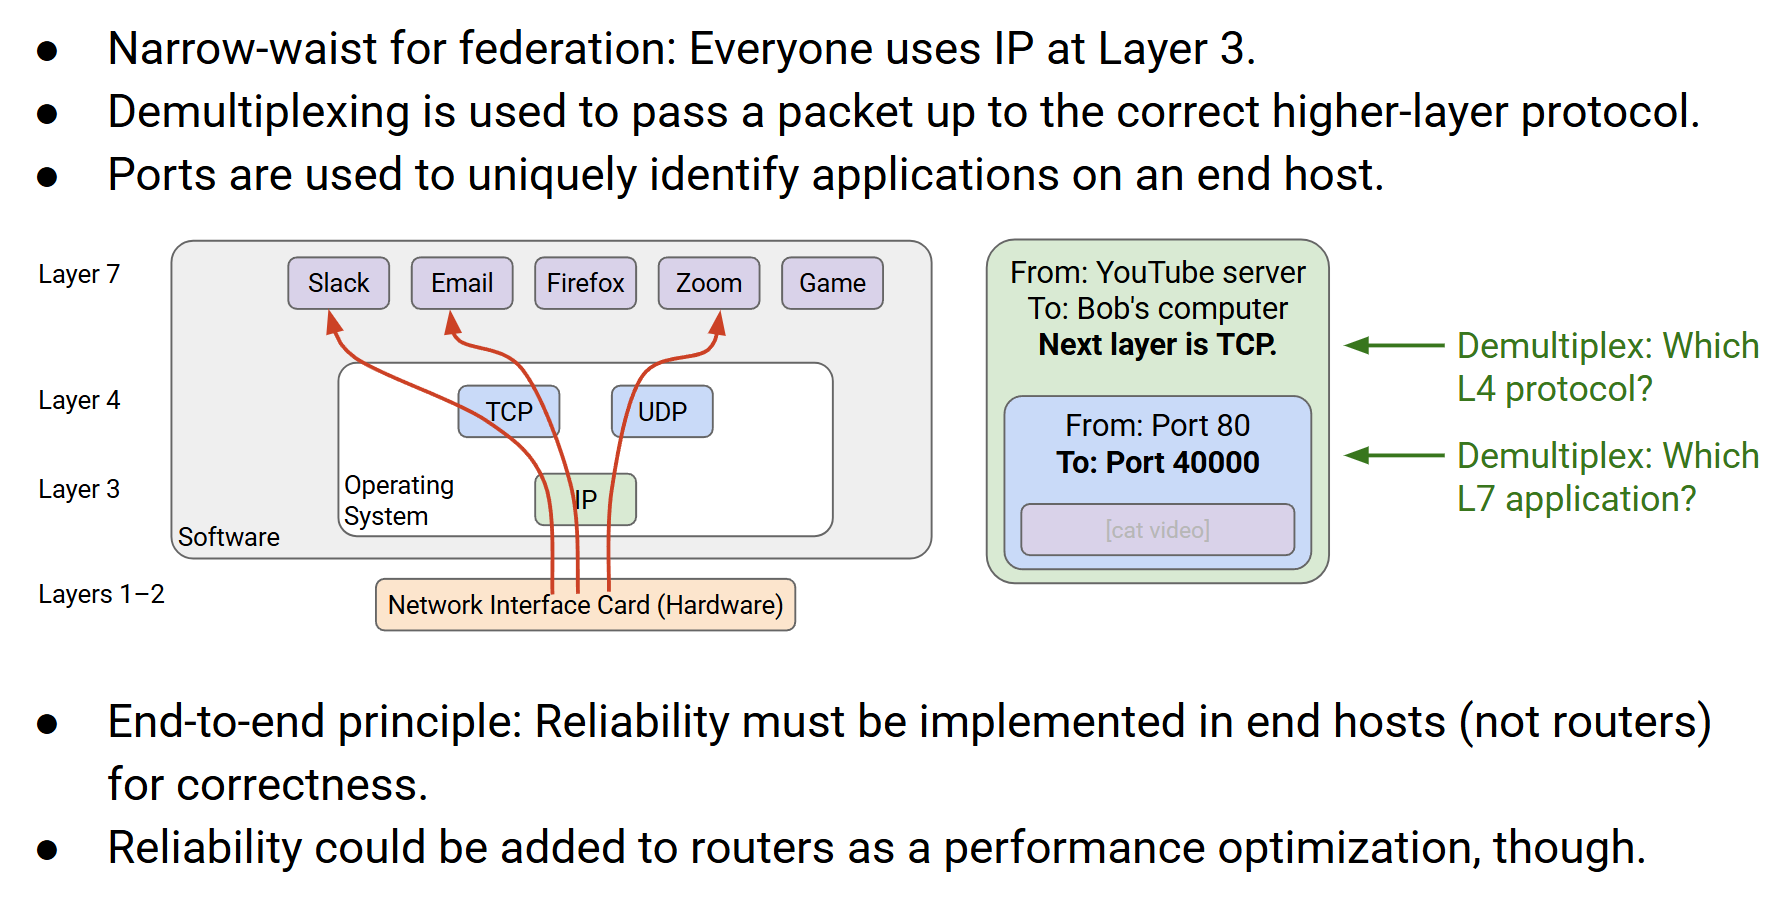 ● Narrow-waist for federation: Everyone uses IP at Layer 3.
● Demultiplexing is used to pass a packet up to the correct higher-layer protocol.
● Ports are used to uniquely identify applications on an end host.
Layer 7
Slack
Email
Firefox
Zoom
Game
Layer 4
TCP
UDP
Layer 3
Operating
System
IP
Software
Layers 1–2
Network Interface Card (Hardware)
From: YouTube server
To: Bob's computer
Next layer is TCP.
From: Port 80
To: Port 40000
[cat video]
Demultiplex: Which
L4 protocol?
Demultiplex: Which
L7 application?
● End-to-end principle: Reliability must be implemented in end hosts (not routers)
for correctness.
● Reliability could be added to routers as a performance optimization, though.